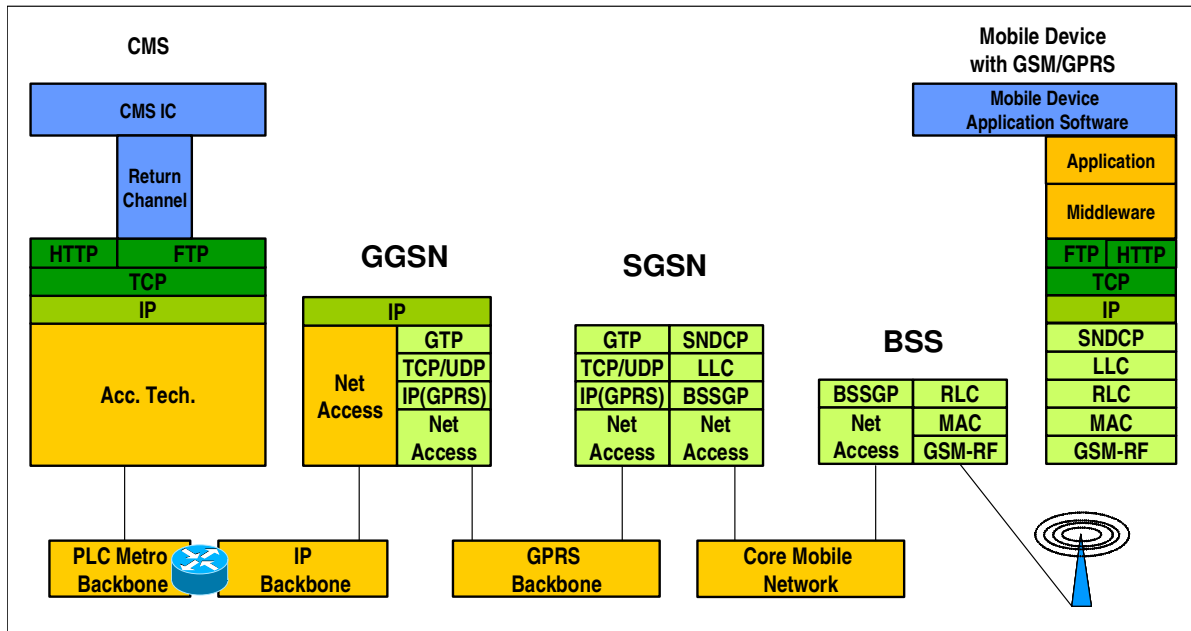 CMS
CMS IC
Return
Channel
HTTP
FTP
TCP
IP
Acc. Tech.
GGSN
IP
Net
Access
GTP
TCP/UDP
IP(GPRS)
Net
Access
SGSN
GTP
SNDCP
TCP/UDP
LLC
IP(GPRS)
BSSGP
Net
Access
Net
Access
BSS
BSSGP
RLC
Net
Access
MAC
GSM-RF
Mobile Device
with GSM/GPRS
Mobile Device
Application Software
Application
Middleware
FTP
HTTP
TCP
IP
SNDCP
LLC
RLC
MAC
GSM-RF
PLC Metro
Backbone
IP
Backbone
GPRS
Backbone
Core Mobile
Network